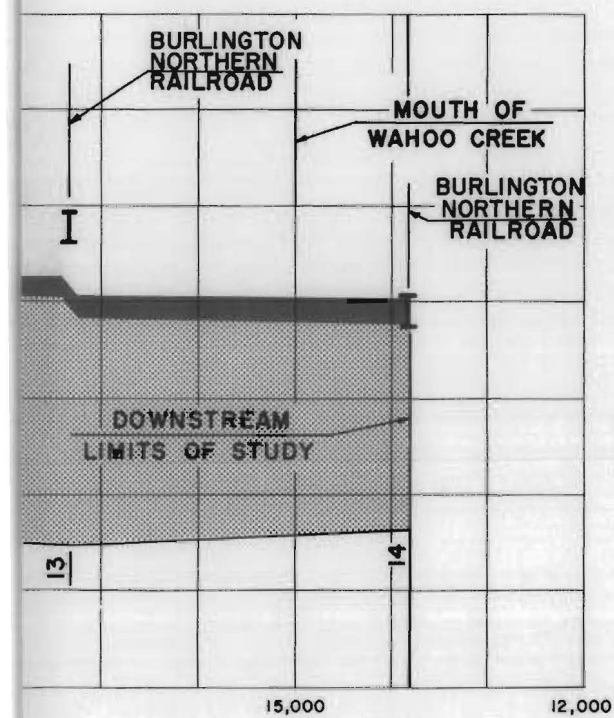 BURLINGTON
NORTHERN
RAILROAD
MOUTH OF
WAHOO CREEK
BURLINGTON
NORTHERN
RAILROAD
DOWNSTREAM
LIMITS OF STUDY
13
14
15,000
12,000